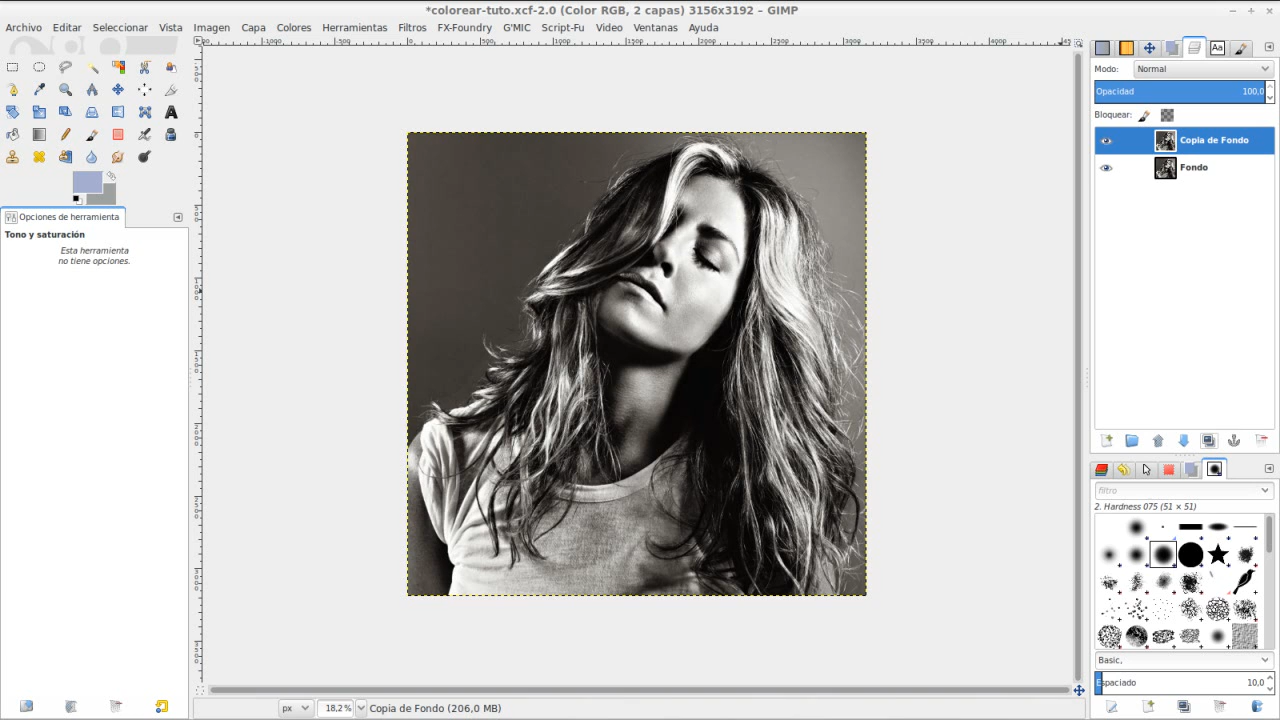 *colorear-tuto.xcf-2.0 (Color RGB, 2 capas) 3156x3192 – GIMP
Archivo Editar Seleccionar Vista Imagen Capa Colores Herramientas Filtros FX-Foundry G'MIC Script-Fu Video Ventanas Ayuda
Modo: Normal
Opacidad 100,0
Bloquear:
Copia de Fondo
Fondo
Opciones de herramienta
Tono y saturación
Esta herramienta
no tiene opciones.
filtro
2. Hardness 075 (51 × 51)
Basic,
Espaciado 10,0
px 18,2% Copia de Fondo (206,0 MB)